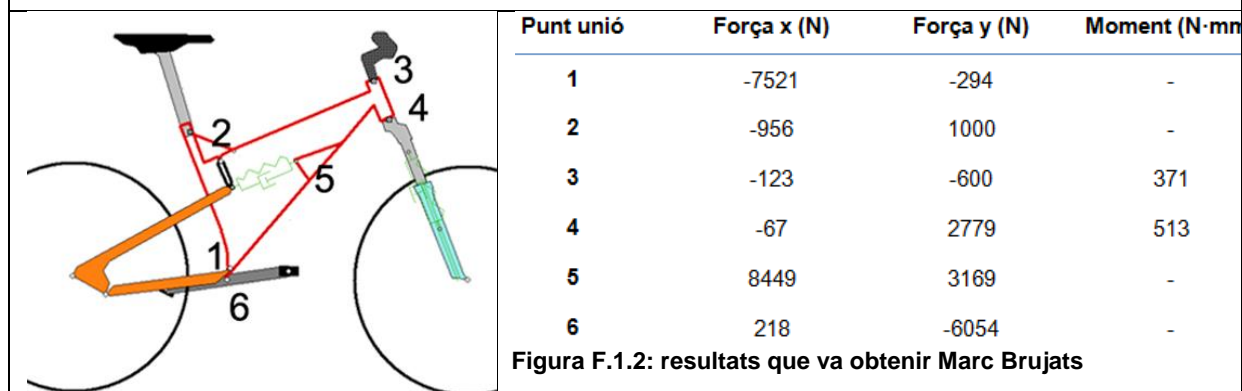 3
4
2
5
1
6
Punt unió Força x (N) Força y (N) Moment (N·mm
1 -7521 -294 -
2 -956 1000 -
3 -123 -600 371
4 -67 2779 513
5 8449 3169 -
6 218 -6054 -
Figura F.1.2: resultats que va obtenir Marc Brujats